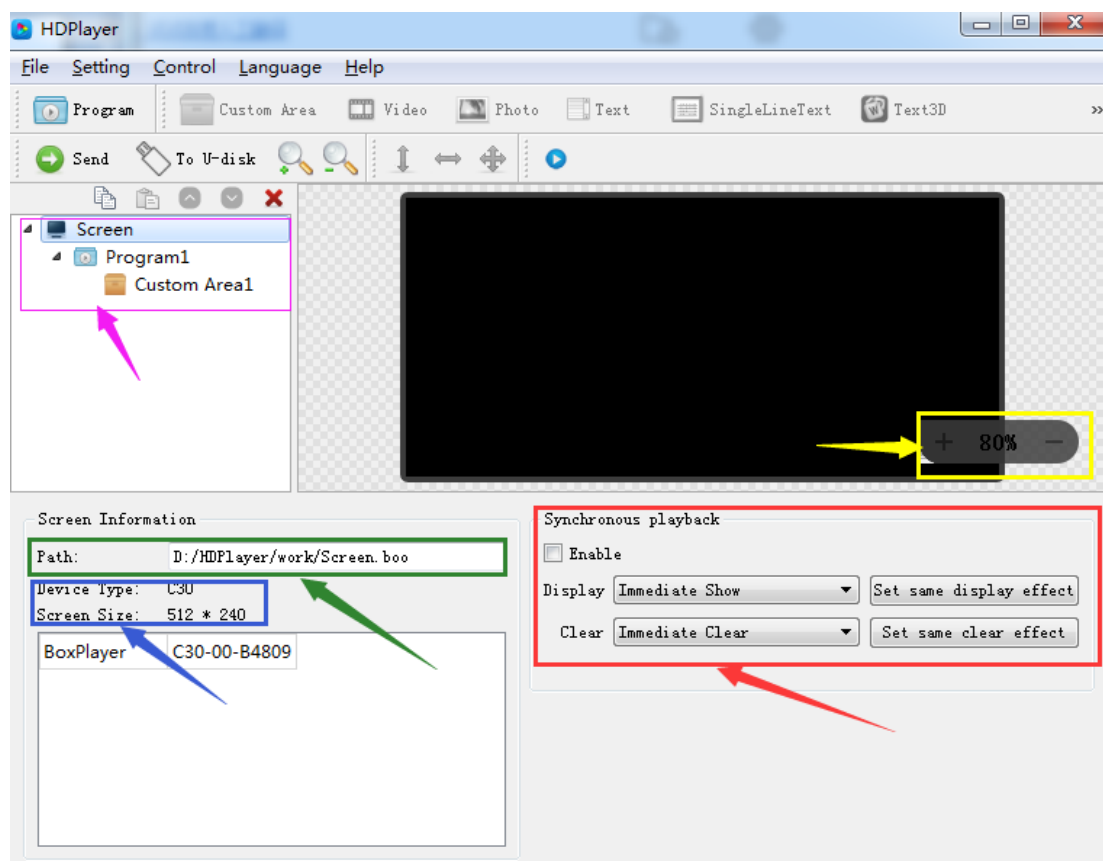 HDPlayer
File Setting Control Language Help
Program Custom Area Video Photo Text SingleLineText Text3D »
Send To U-disk
Screen
Program1
Custom Area1
+ 80% −
Screen Information
Path: D:/HDPlayer/work/Screen.boo
Device Type: C30
Screen Size: 512 * 240
BoxPlayer C30-00-B4809
Synchronous playback
Enable
Display Immediate Show Set same display effect
Clear Immediate Clear Set same clear effect